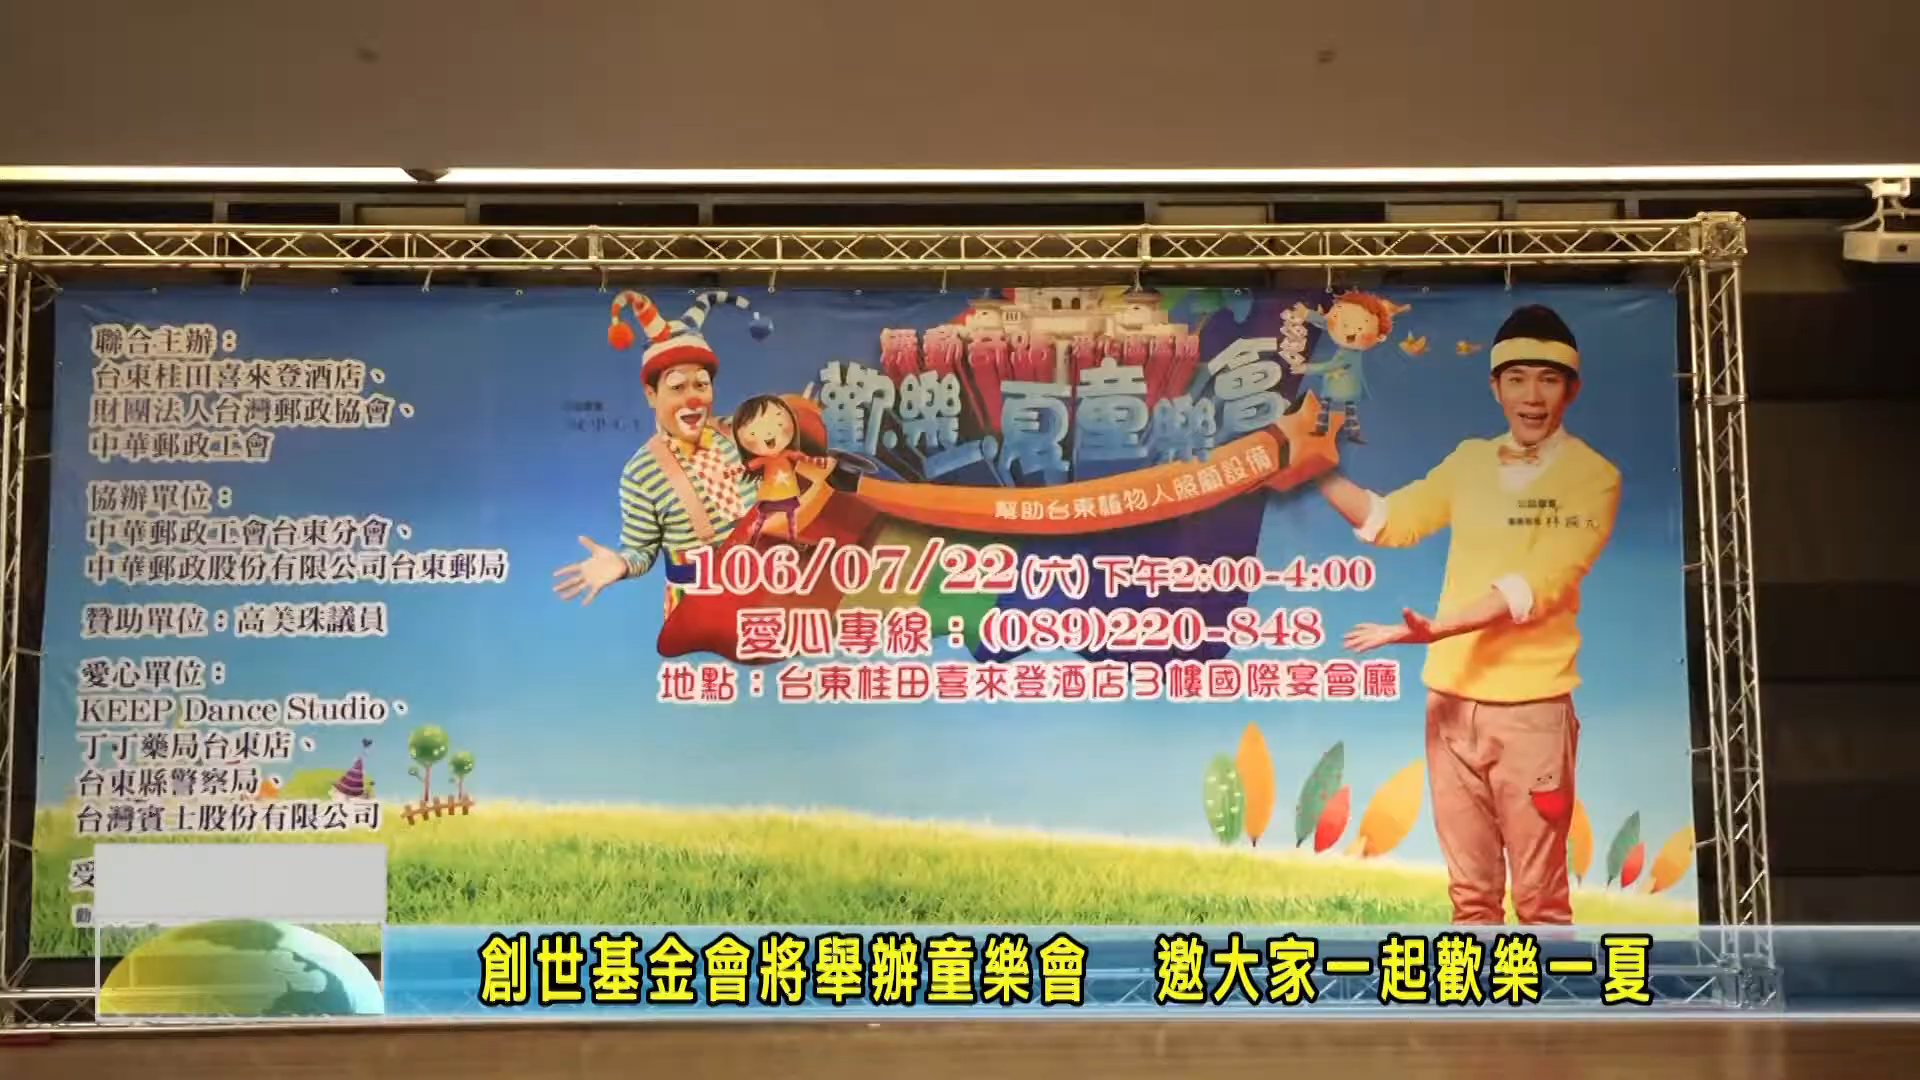 聯合主辦：
台東桂田喜來登酒店、
財團法人台灣郵政協會、
中華郵政工會
協辦單位：
中華郵政工會台東分會、
中華郵政股份有限公司台東郵局
贊助單位：高美珠議員
愛心單位：
KEEP Dance Studio、
丁丁藥局台東店、
台東縣警察局、
台灣賓士股份有限公司
歡樂一夏童樂會
幫助台東植物人照顧設備
106/07/22(六)下午2:00-4:00
愛心專線：(089)220-848
地點：台東桂田喜來登酒店3樓國際宴會廳
創世基金會將舉辦童樂會 邀大家一起歡樂一夏